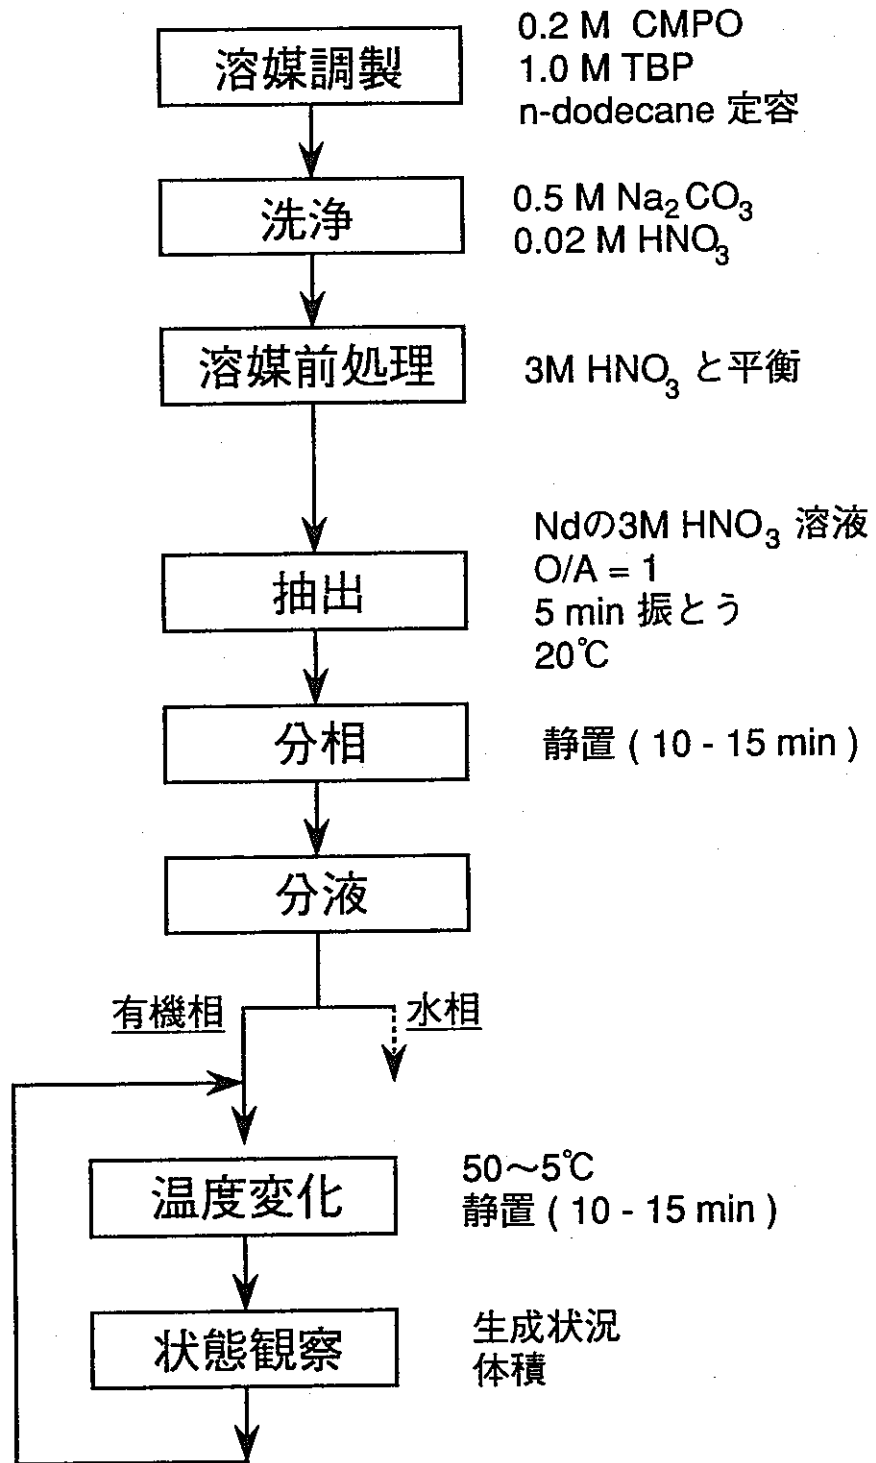 溶媒調製
0.2 M CMPO
1.0 M TBP
n-dodecane 定容
洗浄
0.5 M Na₂CO₃
0.02 M HNO₃
溶媒前処理
3M HNO₃ と平衡
抽出
Ndの3M HNO₃ 溶液
O/A = 1
5 min 振とう
20℃
分相
静置 ( 10 - 15 min )
分液
有機相
水相
温度変化
50〜5℃
静置 ( 10 - 15 min )
状態観察
生成状況
体積